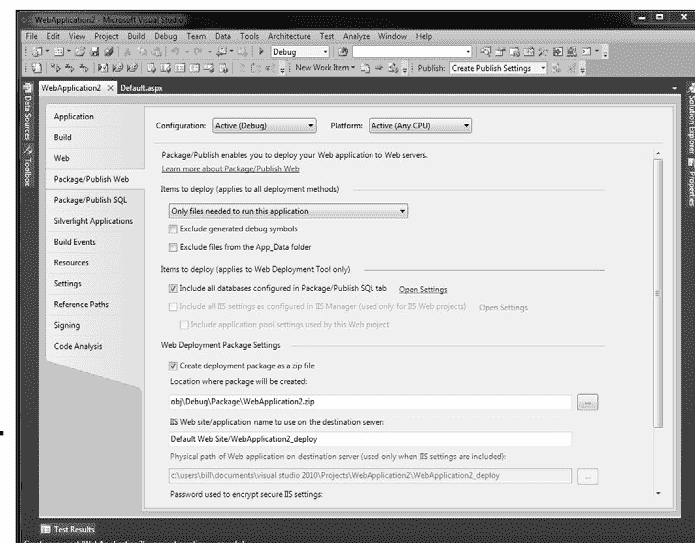 WebApplication2 - Microsoft Visual Studio
File Edit View Project Build Debug Team Data Tools Architecture Test Analyze Window Help
Debug
New Work Item Publish: Create Publish Settings
WebApplication2 Default.aspx
Data Sources
Toolbox
Solution Explorer
Properties
Application
Build
Web
Package/Publish Web
Package/Publish SQL
Silverlight Applications
Build Events
Resources
Settings
Reference Paths
Signing
Code Analysis
Configuration: Active (Debug) Platform: Active (Any CPU)
Package/Publish enables you to deploy your Web application to Web servers.
Learn more about Package/Publish Web
Items to deploy (applies to all deployment methods)
Only files needed to run this application
Exclude generated debug symbols
Exclude files from the App_Data folder
Items to deploy (applies to Web Deployment Tool only)
Include all databases configured in Package/Publish SQL tab Open Settings
Include all IIS settings as configured in IIS Manager (used only for IIS Web projects) Open Settings
Include application pool settings used by this Web project
Web Deployment Package Settings
Create deployment package as a zip file
Location where package will be created:
obj\Debug\Package\WebApplication2.zip ...
IIS Web site/application name to use on the destination server:
Default Web Site/WebApplication2_deploy
Physical path of Web application on destination server (used only when IIS settings are included):
c:\users\bill\documents\visual studio 2010\Projects\WebApplication2\WebApplication2_deploy ...
Password used to encrypt secure IIS settings:
Test Results